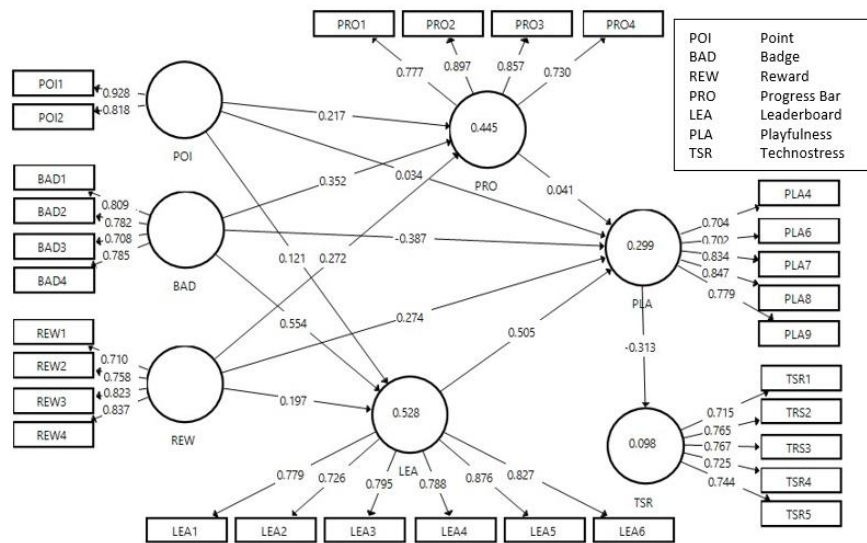 PRO1 PRO2 PRO3 PRO4
POI Point
BAD Badge
REW Reward
PRO Progress Bar
LEA Leaderboard
PLA Playfulness
TSR Technostress
0.777 0.897 0.857 0.730
POI1 0.928
POI2 0.818
POI
0.217
0.445
PRO
0.034
0.352
0.041
BAD1 0.809
BAD2 0.782
BAD3 0.708
BAD4 0.785
BAD
-0.387
0.121
0.272
0.554
0.299
PLA
0.704 PLA4
0.702 PLA6
0.834 PLA7
0.847 PLA8
0.779 PLA9
0.274
0.505
-0.313
REW1 0.710
REW2 0.758
REW3 0.823
REW4 0.837
REW
0.197
0.528
LEA
0.098
TSR
0.715 TSR1
0.765 TRS2
0.767 TRS3
0.725 TSR4
0.744 TSR5
0.779 0.726 0.795 0.788 0.876 0.827
LEA1 LEA2 LEA3 LEA4 LEA5 LEA6